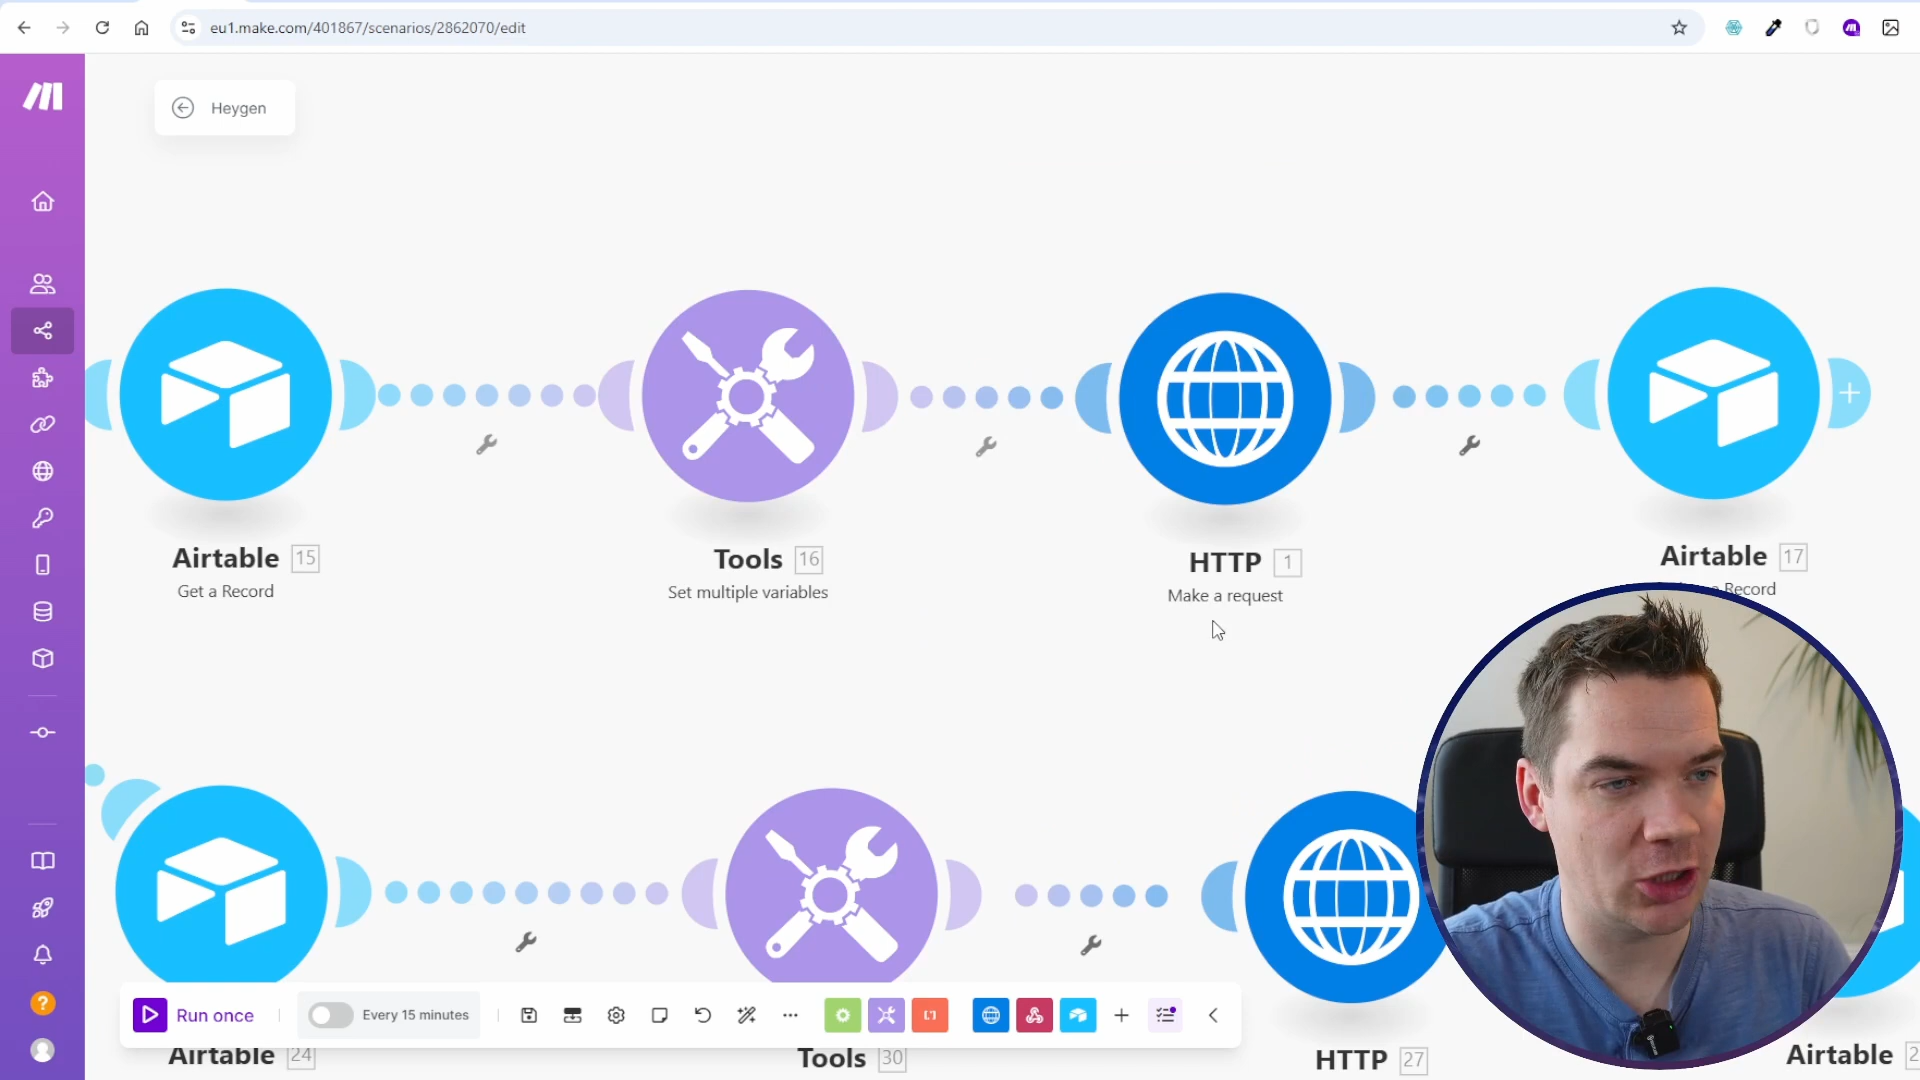 eu1.make.com/401867/scenarios/2862070/edit
Heygen
Airtable 15
Get a Record
Tools 16
Set multiple variables
HTTP 1
Make a request
Airtable 17
Record
Run once
Every 15 minutes
Airtable 24
Tools 30
HTTP 27
Airtable